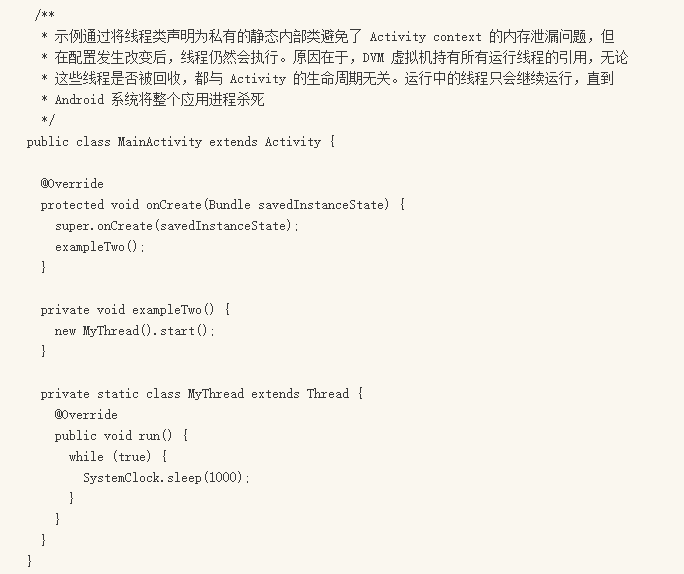 /**
 * 示例通过将线程类声明为私有的静态内部类避免了 Activity context 的内存泄漏问题，但
 * 在配置发生改变后，线程仍然会执行。原因在于，DVM 虚拟机持有所有运行线程的引用，无论
 * 这些线程是否被回收，都与 Activity 的生命周期无关。运行中的线程只会继续运行，直到
 * Android 系统将整个应用进程杀死
 */
public class MainActivity extends Activity {
  @Override
  protected void onCreate(Bundle savedInstanceState) {
    super.onCreate(savedInstanceState);
    exampleTwo();
  }
  private void exampleTwo() {
    new MyThread().start();
  }
  private static class MyThread extends Thread {
    @Override
    public void run() {
      while (true) {
        SystemClock.sleep(1000);
      }
    }
  }
}